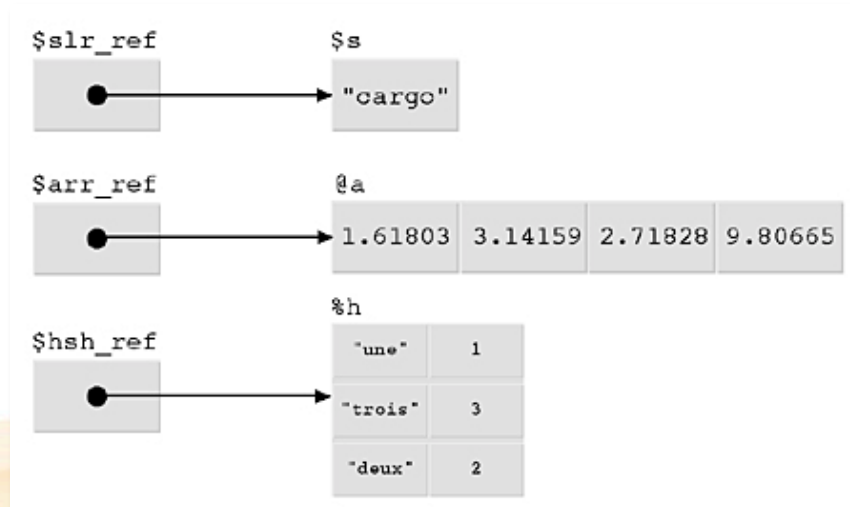 $slr_ref $s
"cargo"
$arr_ref @a
1.61803 3.14159 2.71828 9.80665
%h
$hsh_ref
"une" 1
"trois" 3
"deux" 2